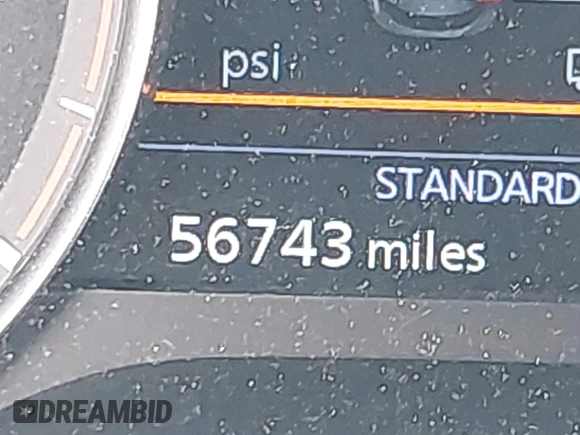 psi
STANDARD
56743 miles
DREAMBID